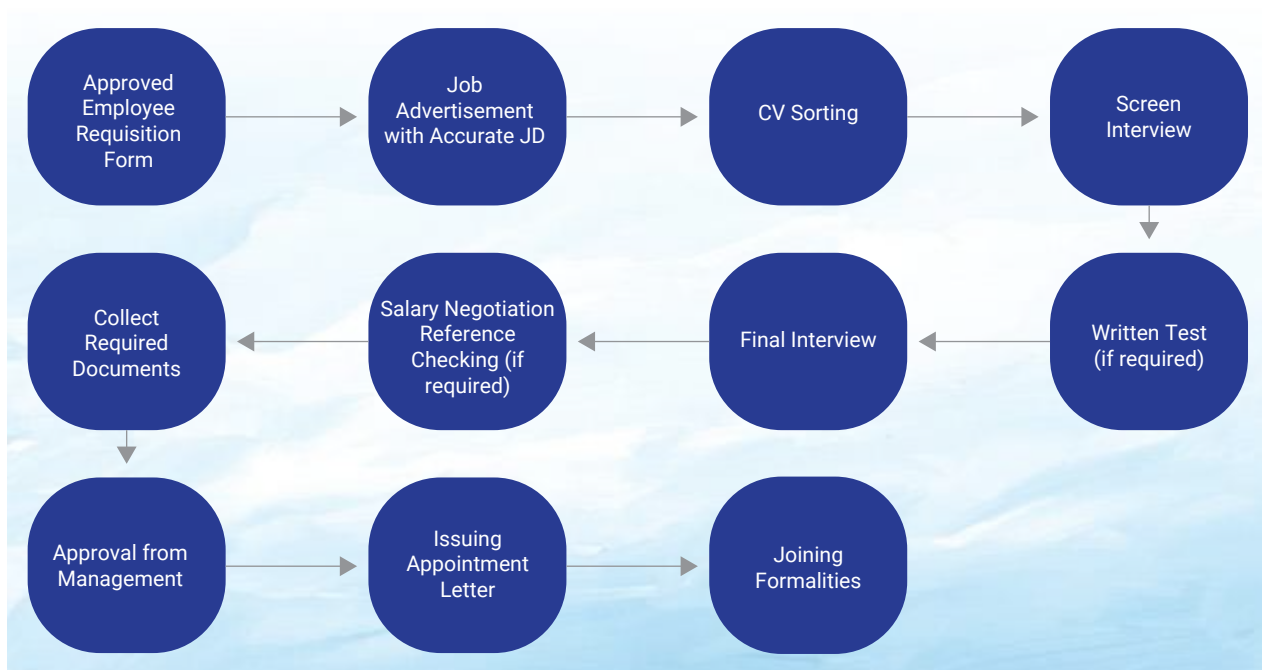 Approved
Employee
Requisition
Form
Job
Advertisement
with Accurate JD
CV Sorting
Screen
Interview
Written Test
(if required)
Final Interview
Salary Negotiation
Reference
Checking (if
required)
Collect
Required
Documents
Approval from
Management
Issuing
Appointment
Letter
Joining
Formalities